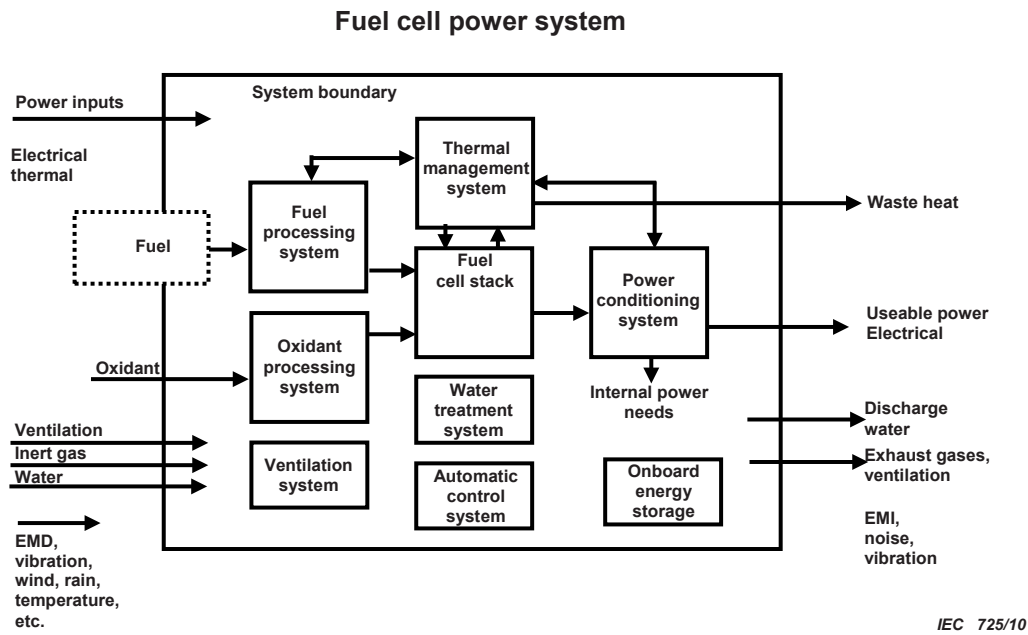 Fuel cell power system
System boundary
Power inputs
Electrical
thermal
Thermal
management
system
Waste heat
Fuel
Fuel
processing
system
Fuel
cell stack
Power
conditioning
system
Useable power
Electrical
Oxidant
Oxidant
processing
system
Internal power
needs
Water
treatment
system
Discharge
water
Ventilation
Inert gas
Water
Ventilation
system
Automatic
control
system
Onboard
energy
storage
Exhaust gases,
ventilation
EMD,
vibration,
wind, rain,
temperature,
etc.
EMI,
noise,
vibration
IEC 725/10